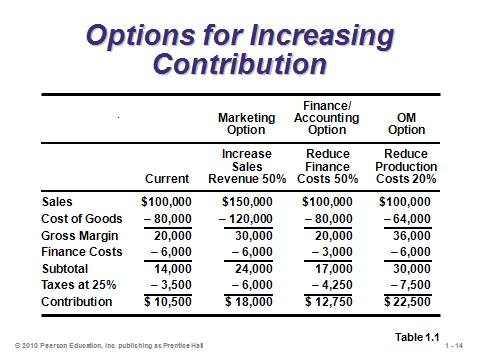 Options for Increasing
Contribution
Finance/
Marketing Accounting OM
Option Option Option
Increase Reduce Reduce
Sales Finance Production
Current Revenue 50% Costs 50% Costs 20%
Sales $100,000 $150,000 $100,000 $100,000
Cost of Goods – 80,000 – 120,000 – 80,000 – 64,000
Gross Margin 20,000 30,000 20,000 36,000
Finance Costs – 6,000 – 6,000 – 3,000 – 6,000
Subtotal 14,000 24,000 17,000 30,000
Taxes at 25% – 3,500 – 6,000 – 4,250 – 7,500
Contribution $ 10,500 $ 18,000 $ 12,750 $ 22,500
Table 1.1
© 2010 Pearson Education, Inc. publishing as Prentice Hall 1 - 14